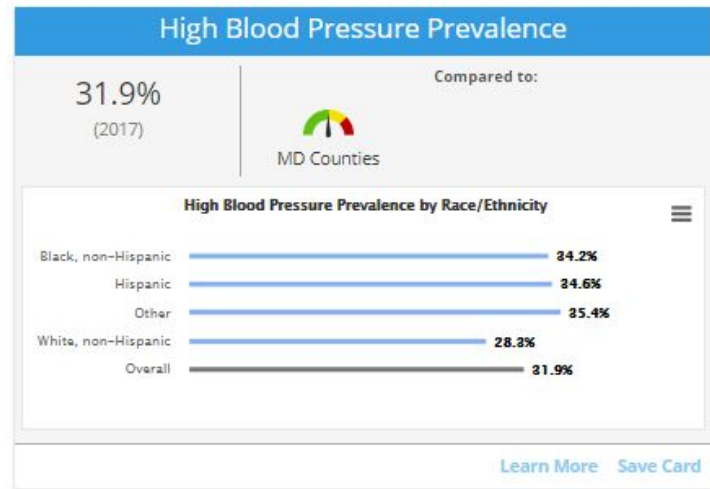 High Blood Pressure Prevalence
31.9%
(2017)
Compared to:
MD Counties
High Blood Pressure Prevalence by Race/Ethnicity
Black, non-Hispanic 34.2%
Hispanic 34.6%
Other 35.4%
White, non-Hispanic 28.3%
Overall 31.9%
Learn More Save Card